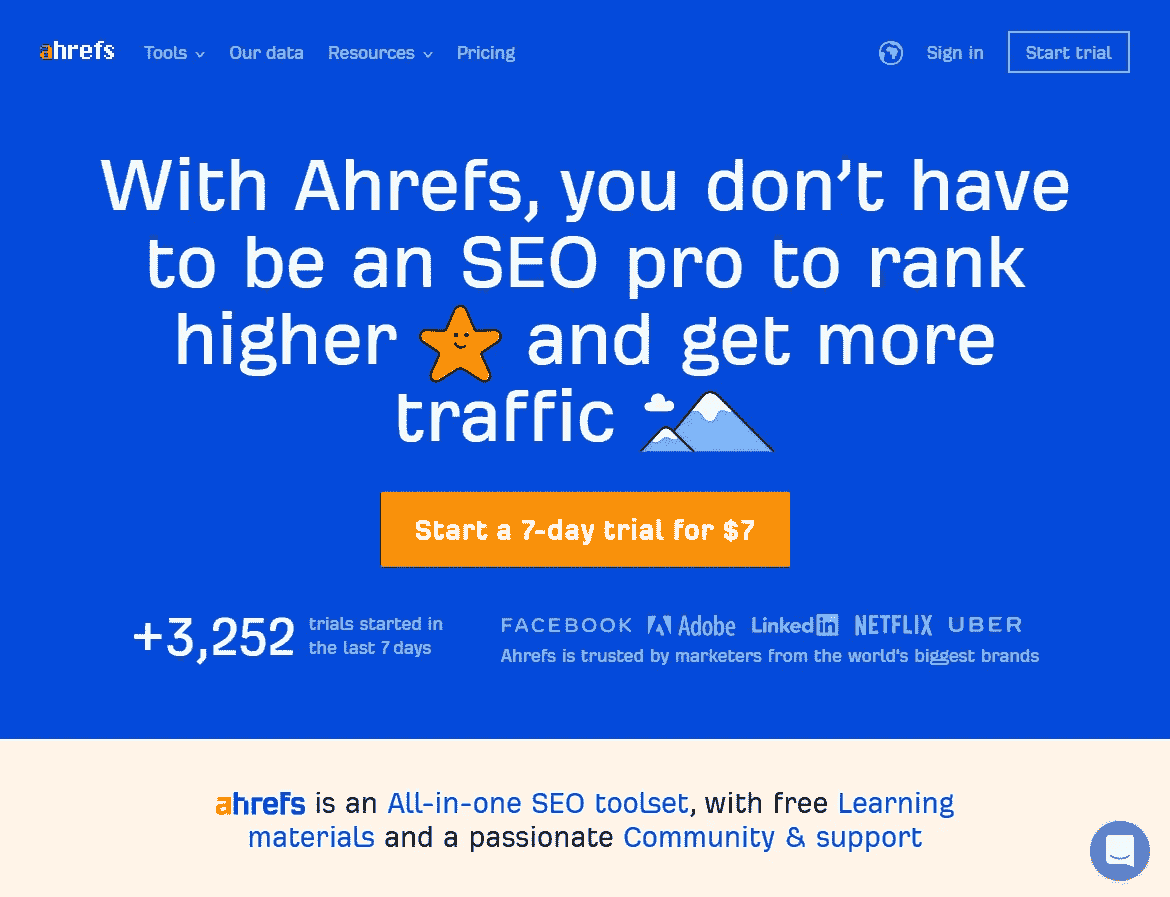 ahrefs Tools Our data Resources Pricing Sign in Start trial
With Ahrefs, you don’t have
to be an SEO pro to rank
higher and get more
traffic
Start a 7-day trial for $7
+3,252 trials started in
the last 7 days
FACEBOOK Adobe LinkedIn NETFLIX UBER
Ahrefs is trusted by marketers from the world's biggest brands
ahrefs is an All-in-one SEO toolset, with free Learning
materials and a passionate Community & support